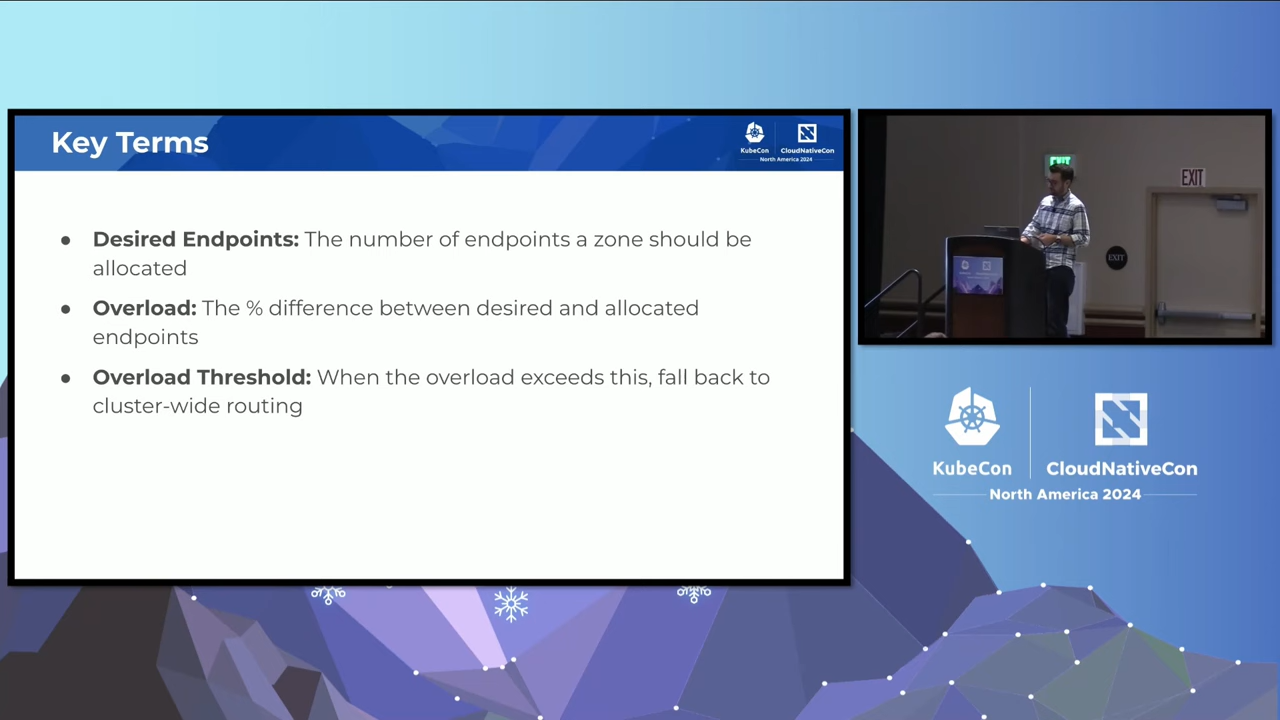 Key Terms
KubeCon
CloudNativeCon
North America 2024
● Desired Endpoints: The number of endpoints a zone should be
allocated
● Overload: The % difference between desired and allocated
endpoints
● Overload Threshold: When the overload exceeds this, fall back to
cluster-wide routing
EXIT
EXIT
EXIT
KubeCon
CloudNativeCon
North America 2024